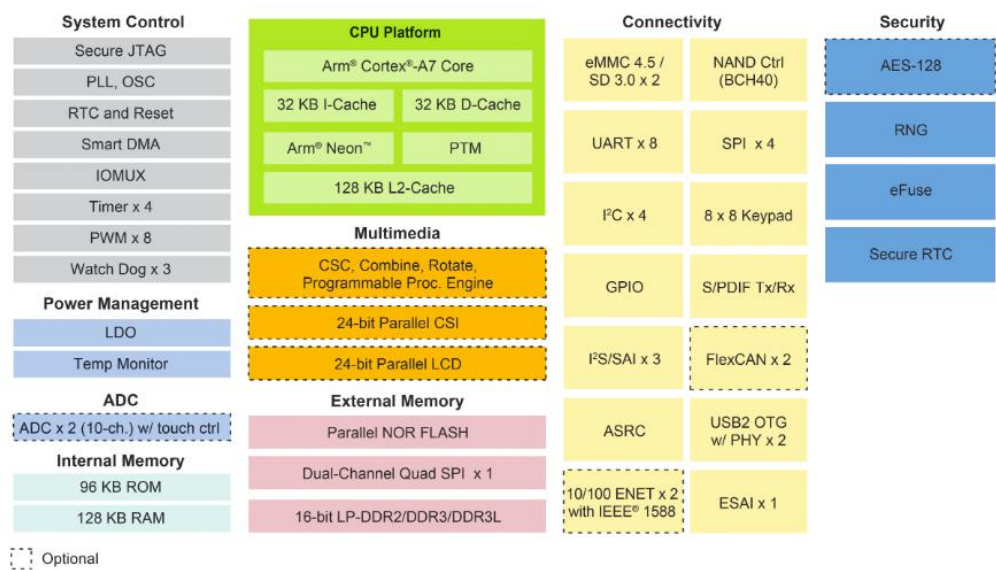 System Control
Secure JTAG
PLL, OSC
RTC and Reset
Smart DMA
IOMUX
Timer x 4
PWM x 8
Watch Dog x 3
Power Management
LDO
Temp Monitor
ADC
ADC x 2 (10-ch.) w/ touch ctrl
Internal Memory
96 KB ROM
128 KB RAM
Optional
CPU Platform
Arm® Cortex®-A7 Core
32 KB I-Cache
32 KB D-Cache
Arm® Neon™
PTM
128 KB L2-Cache
Multimedia
CSC, Combine, Rotate,
Programmable Proc. Engine
24-bit Parallel CSI
24-bit Parallel LCD
External Memory
Parallel NOR FLASH
Dual-Channel Quad SPI x 1
16-bit LP-DDR2/DDR3/DDR3L
Connectivity
eMMC 4.5 /
SD 3.0 x 2
NAND Ctrl
(BCH40)
UART x 8
SPI x 4
I²C x 4
8 x 8 Keypad
GPIO
S/PDIF Tx/Rx
I²S/SAI x 3
FlexCAN x 2
ASRC
USB2 OTG
w/ PHY x 2
10/100 ENET x 2
with IEEE® 1588
ESAI x 1
Security
AES-128
RNG
eFuse
Secure RTC